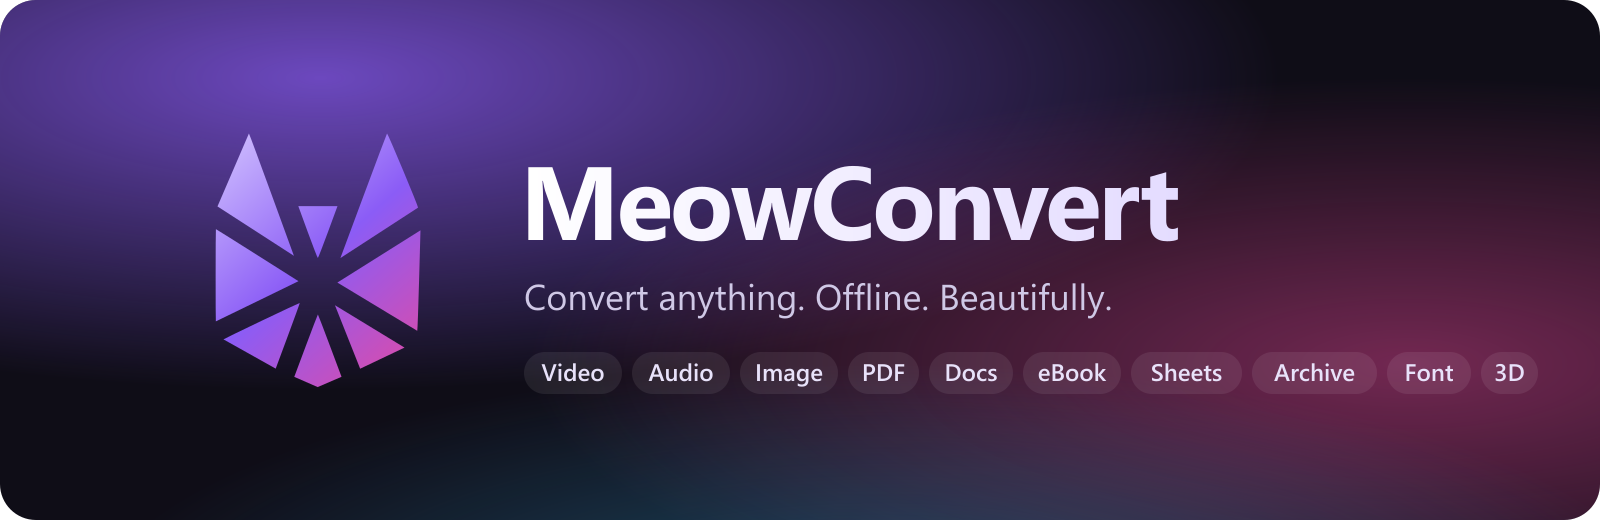 MeowConvert
Convert anything. Offline. Beautifully.
Video Audio Image PDF Docs eBook Sheets Archive Font 3D